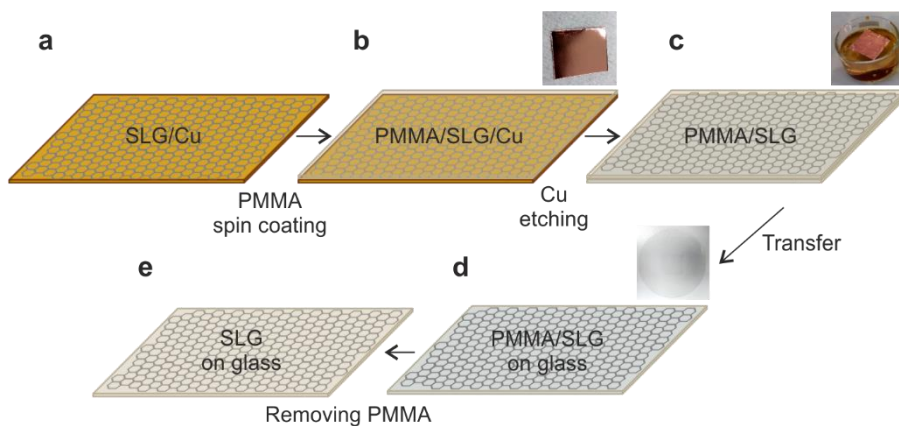 a
b
c
SLG/Cu
PMMA/SLG/Cu
PMMA/SLG
PMMA
spin coating
Cu
etching
Transfer
e
d
SLG
on glass
PMMA/SLG
on glass
Removing PMMA